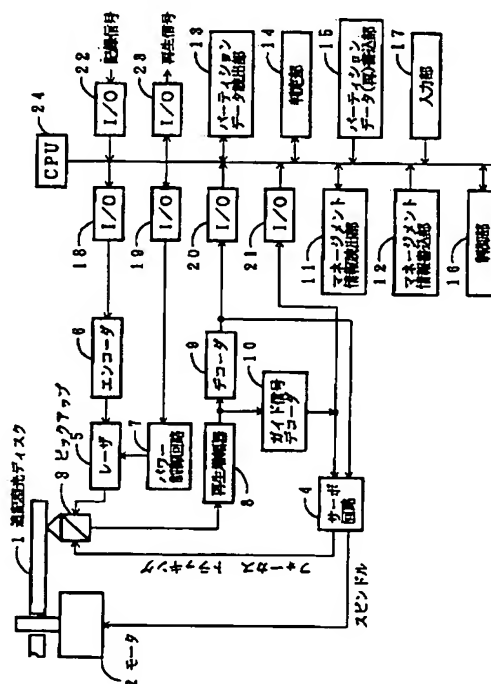 24
CPU
22
I/O
記録信号
23
I/O
再生信号
18
I/O
19
I/O
20
I/O
21
I/O
13
パーティション
データ検出部
14
判定部
15
パーティション
データ(再)書込部
17
入力部
11
マネージメント
情報検出部
12
マネージメント
情報書込部
16
制御部
6
エンコーダ
5
レーザ
7
パワー
制御回路
9
デコーダ
10
ガイド信号
デコーダ
8
再生増幅器
4
サーボ
回路
3 ピックアップ
1 追記型光ディスク
2 モータ
フォーカス
トラッキング
スピンドル